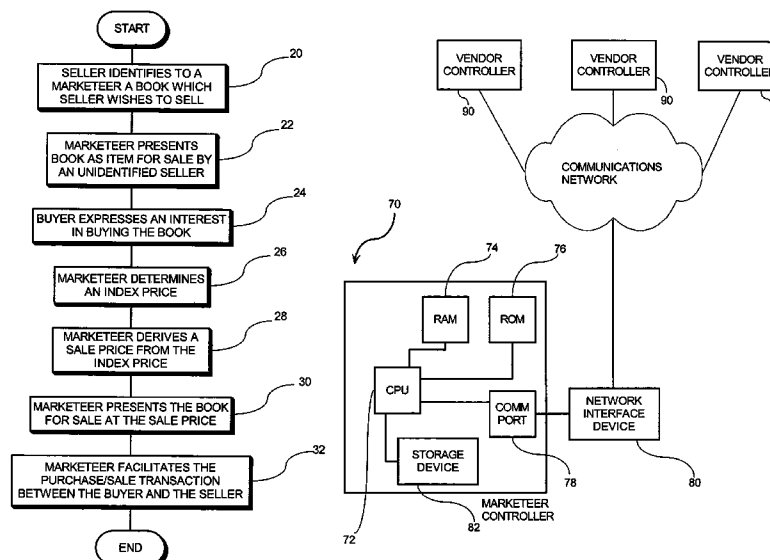 START
20
SELLER IDENTIFIES TO A
MARKETEER A BOOK WHICH
SELLER WISHES TO SELL
22
MARKETEER PRESENTS
BOOK AS ITEM FOR SALE BY
AN UNIDENTIFIED SELLER
24
BUYER EXPRESSES AN INTEREST
IN BUYING THE BOOK
26
MARKETEER DETERMINES
AN INDEX PRICE
28
MARKETEER DERIVES A
SALE PRICE FROM THE
INDEX PRICE
30
MARKETEER PRESENTS THE BOOK
FOR SALE AT THE SALE PRICE
32
MARKETEER FACILITATES THE
PURCHASE/SALE TRANSACTION
BETWEEN THE BUYER AND THE SELLER
END
VENDOR
CONTROLLER
90
VENDOR
CONTROLLER
90
VENDOR
CONTROLLER
COMMUNICATIONS
NETWORK
70
74
76
RAM
ROM
CPU
72
COMM
PORT
78
NETWORK
INTERFACE
DEVICE
80
STORAGE
DEVICE
82
MARKETEER
CONTROLLER